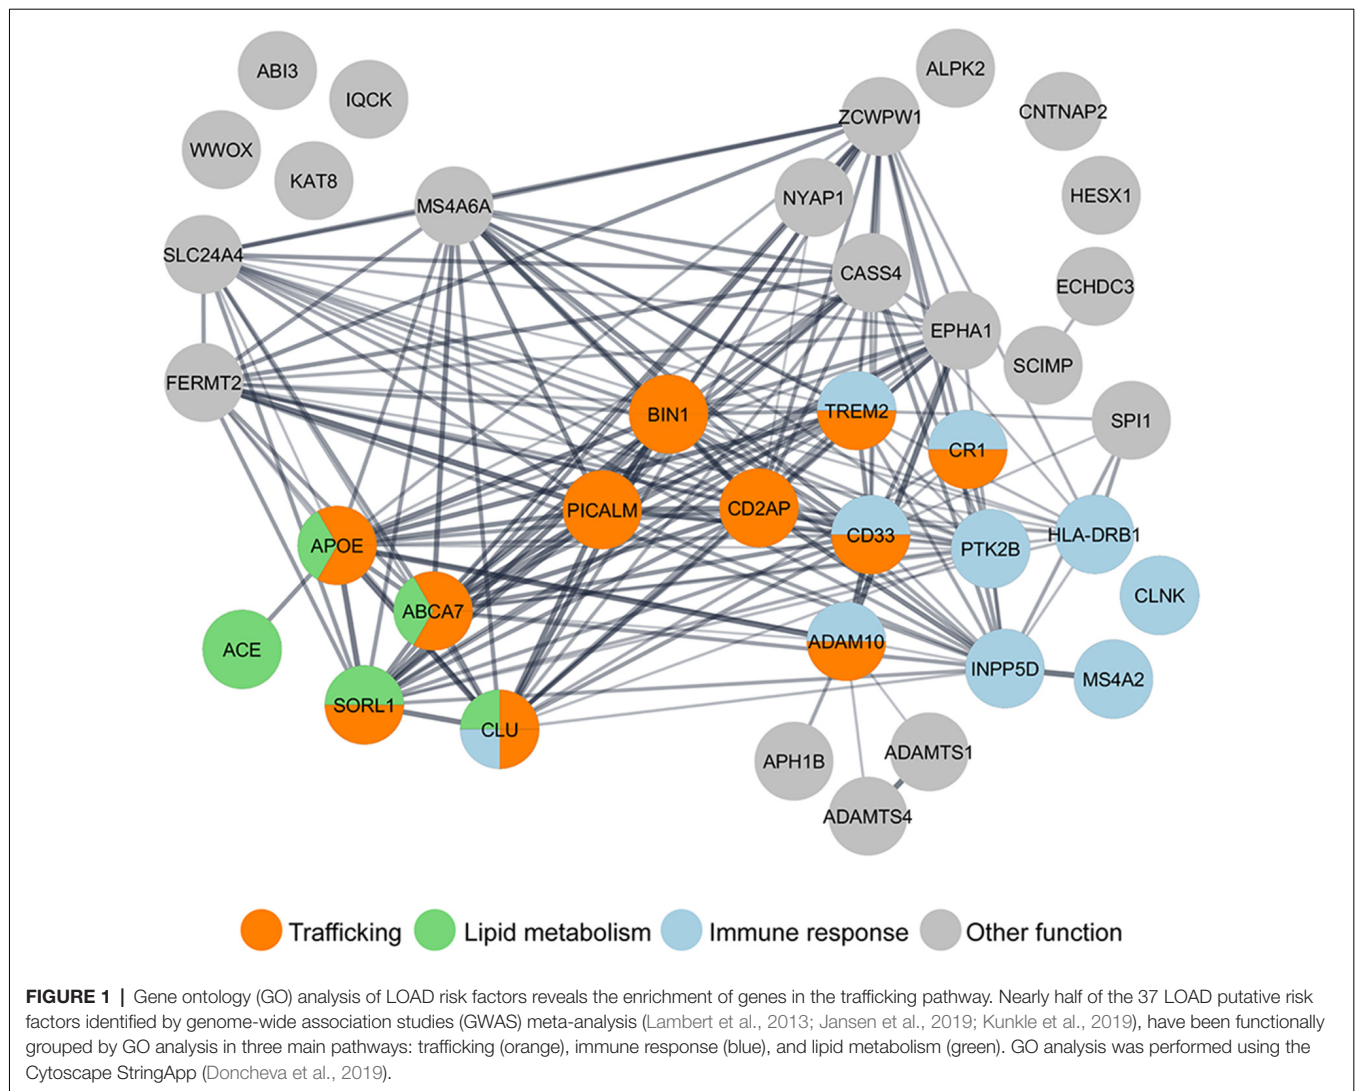 ABI3
IQCK
ALPK2
CNTNAP2
ZCWPW1
WWOX
KAT8
HESX1
NYAP1
MS4A6A
SLC24A4
CASS4
ECHDC3
EPHA1
SCIMP
FERMT2
BIN1
TREM2
SPI1
CR1
PICALM
CD2AP
CD33
PTK2B
HLA-DRB1
APOE
CLNK
ABCA7
ACE
ADAM10
INPP5D
MS4A2
SORL1
CLU
APH1B
ADAMTS1
ADAMTS4
Trafficking Lipid metabolism Immune response Other function
FIGURE 1 | Gene ontology (GO) analysis of LOAD risk factors reveals the enrichment of genes in the trafficking pathway. Nearly half of the 37 LOAD putative risk
factors identified by genome-wide association studies (GWAS) meta-analysis (Lambert et al., 2013; Jansen et al., 2019; Kunkle et al., 2019), have been functionally
grouped by GO analysis in three main pathways: trafficking (orange), immune response (blue), and lipid metabolism (green). GO analysis was performed using the
Cytoscape StringApp (Doncheva et al., 2019).